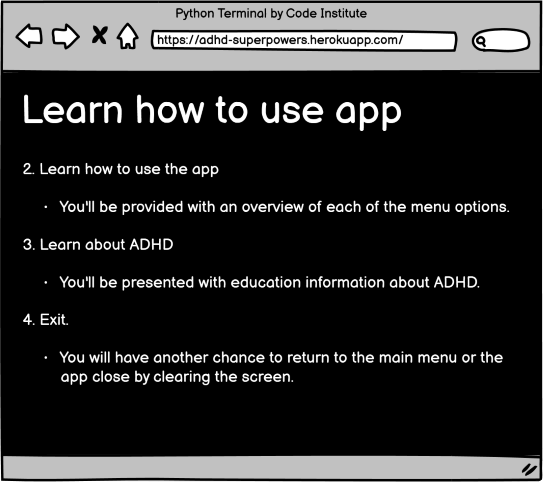 Python Terminal by Code Institute
https://adhd-superpowers.herokuapp.com/
Learn how to use app
2. Learn how to use the app
· You'll be provided with an overview of each of the menu options.
3. Learn about ADHD
· You'll be presented with education information about ADHD.
4. Exit.
· You will have another chance to return to the main menu or the
app close by clearing the screen.